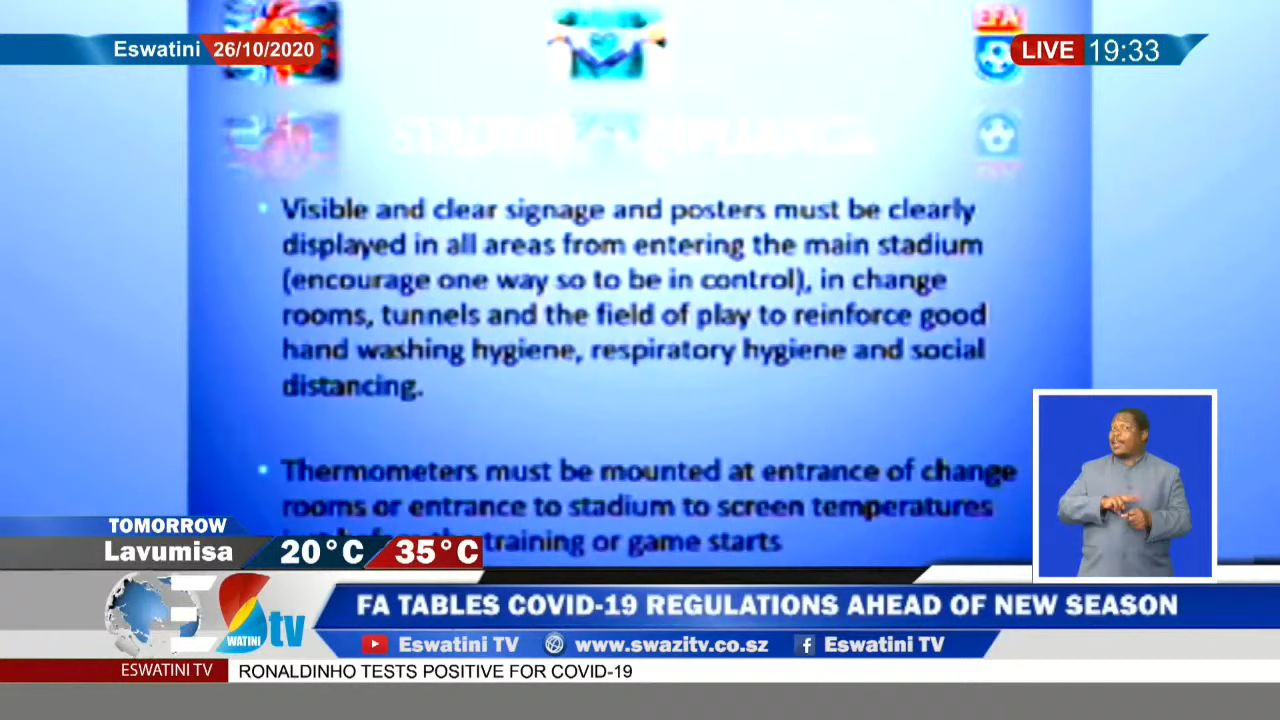 Eswatini 26/10/2020
EFA
LIVE 19:33
Visible and clear signage and posters must be clearly
displayed in all areas from entering the main stadium
(encourage one way so to be in control), in change
rooms, tunnels and the field of play to reinforce good
hand washing hygiene, respiratory hygiene and social
distancing.
Thermometers must be mounted at entrance of change
rooms or entrance to stadium to screen temperatures
training or game starts
TOMORROW
Lavumisa 20°C 35°C
E S WATINI tv
FA TABLES COVID-19 REGULATIONS AHEAD OF NEW SEASON
Eswatini TV www.swazitv.co.sz Eswatini TV
ESWATINI TV RONALDINHO TESTS POSITIVE FOR COVID-19